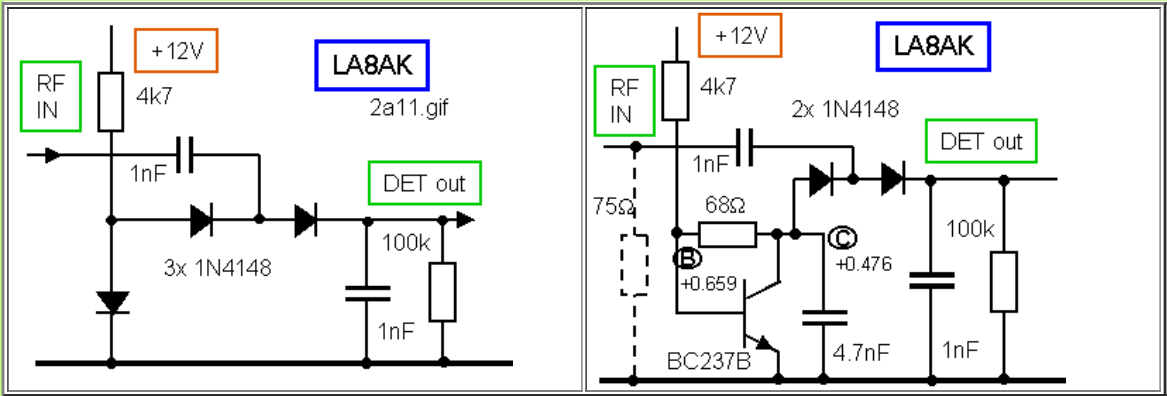 +12V
RF
IN
4k7
LA8AK
2a11.gif
1nF
DET out
100k
3x 1N4148
1nF
+12V
LA8AK
RF
IN
4k7
2x 1N4148
DET out
1nF
75Ω
68Ω
100k
B
C
+0.659
+0.476
BC237B
4.7nF
1nF